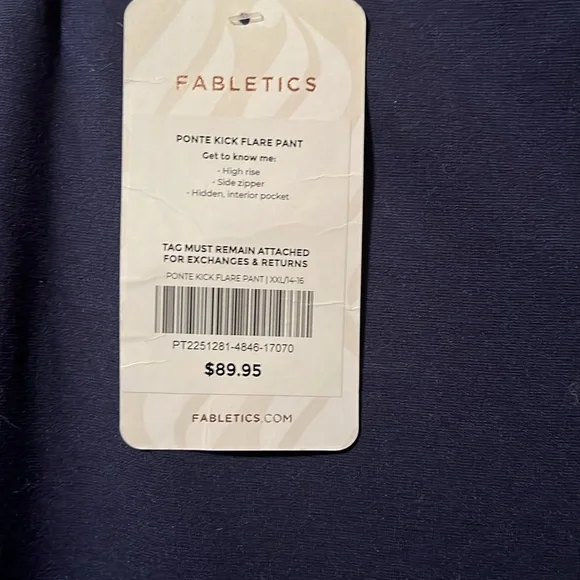 FABLETICS
PONTE KICK FLARE PANT
Get to know me:
• High rise
• Side zipper
• Hidden, interior pocket
TAG MUST REMAIN ATTACHED
FOR EXCHANGES & RETURNS
PONTE KICK FLARE PANT | XXL/14-16
PT2251281-4846-17070
$89.95
FABLETICS.COM